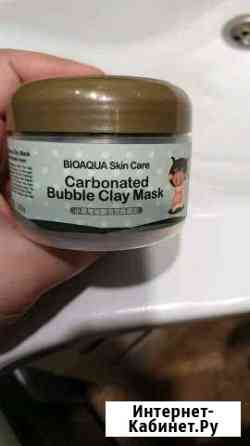 BIOAQUA Skin Care
Carbonated
Bubble Clay Mask
Интернет-
Кабинет.Ру